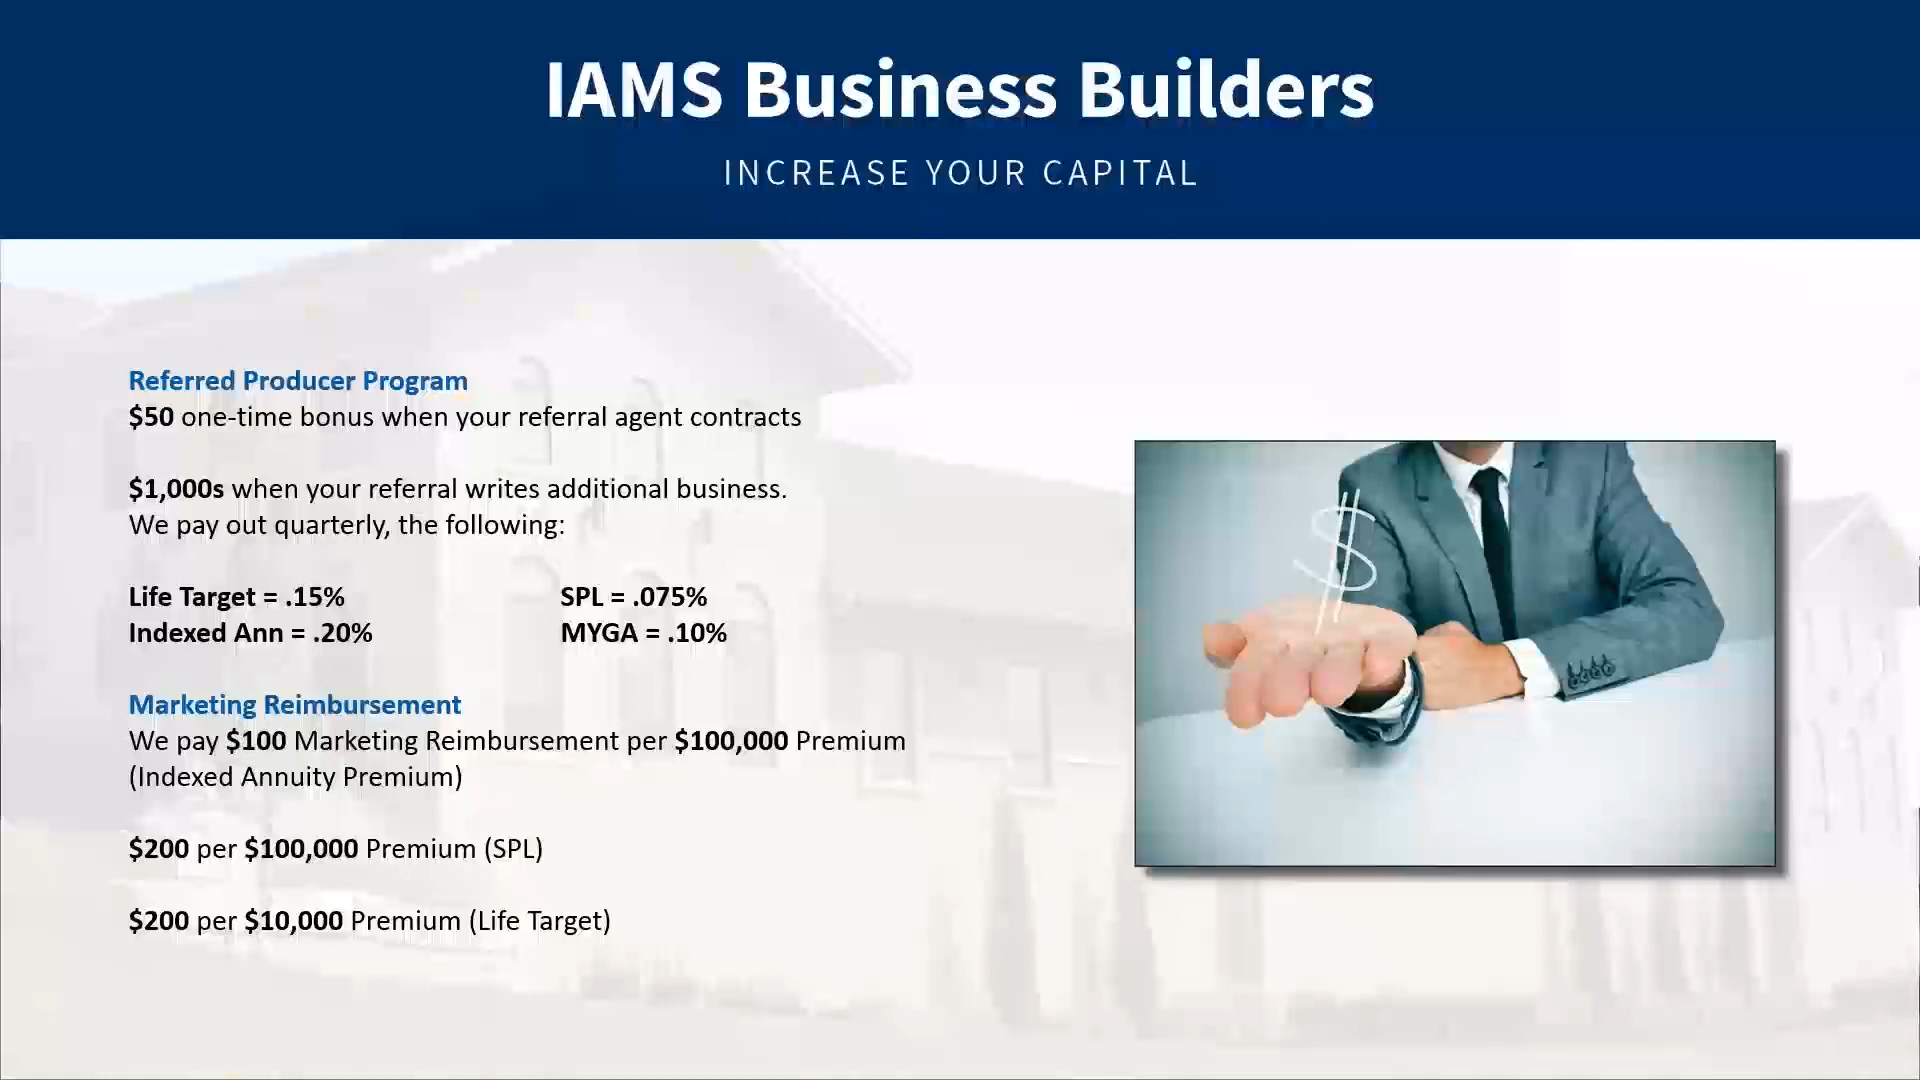 IAMS Business Builders
INCREASE YOUR CAPITAL
Referred Producer Program
$50 one-time bonus when your referral agent contracts
$1,000s when your referral writes additional business.
We pay out quarterly, the following:
Life Target = .15% SPL = .075%
Indexed Ann = .20% MYGA = .10%
Marketing Reimbursement
We pay $100 Marketing Reimbursement per $100,000 Premium
(Indexed Annuity Premium)
$200 per $100,000 Premium (SPL)
$200 per $10,000 Premium (Life Target)
$